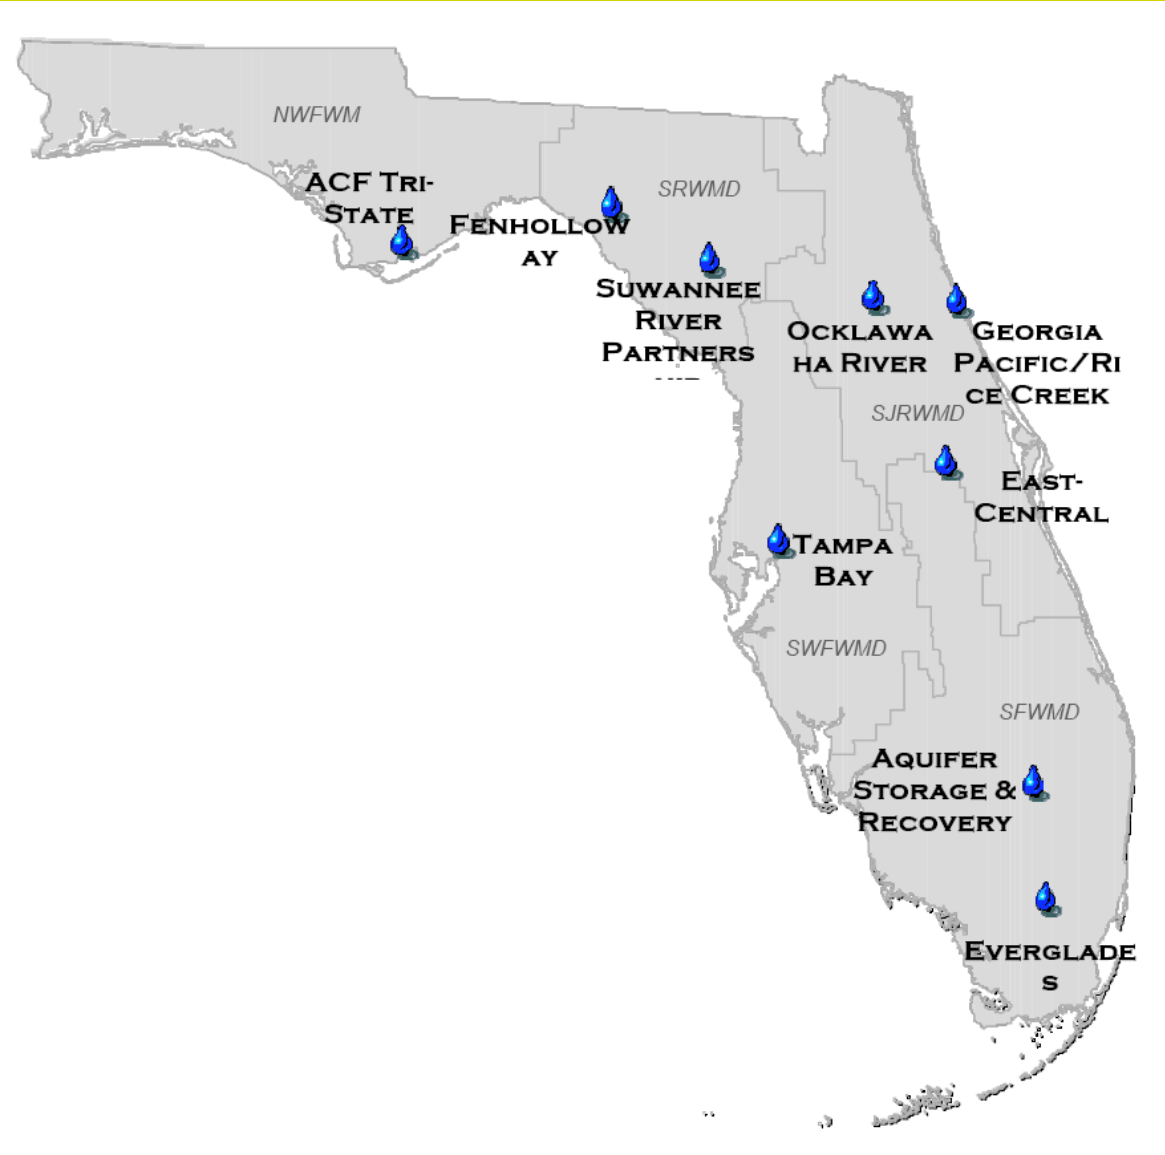 NWFWM
ACF Tri-
State
SRWMD
Fenhollow
ay
Suwannee
River
Partners
Ocklawa
ha River
Georgia
Pacific/Ri
ce Creek
SJRWMD
East-
Central
Tampa
Bay
SWFWMD
SFWMD
Aquifer
Storage &
Recovery
Everglade
s